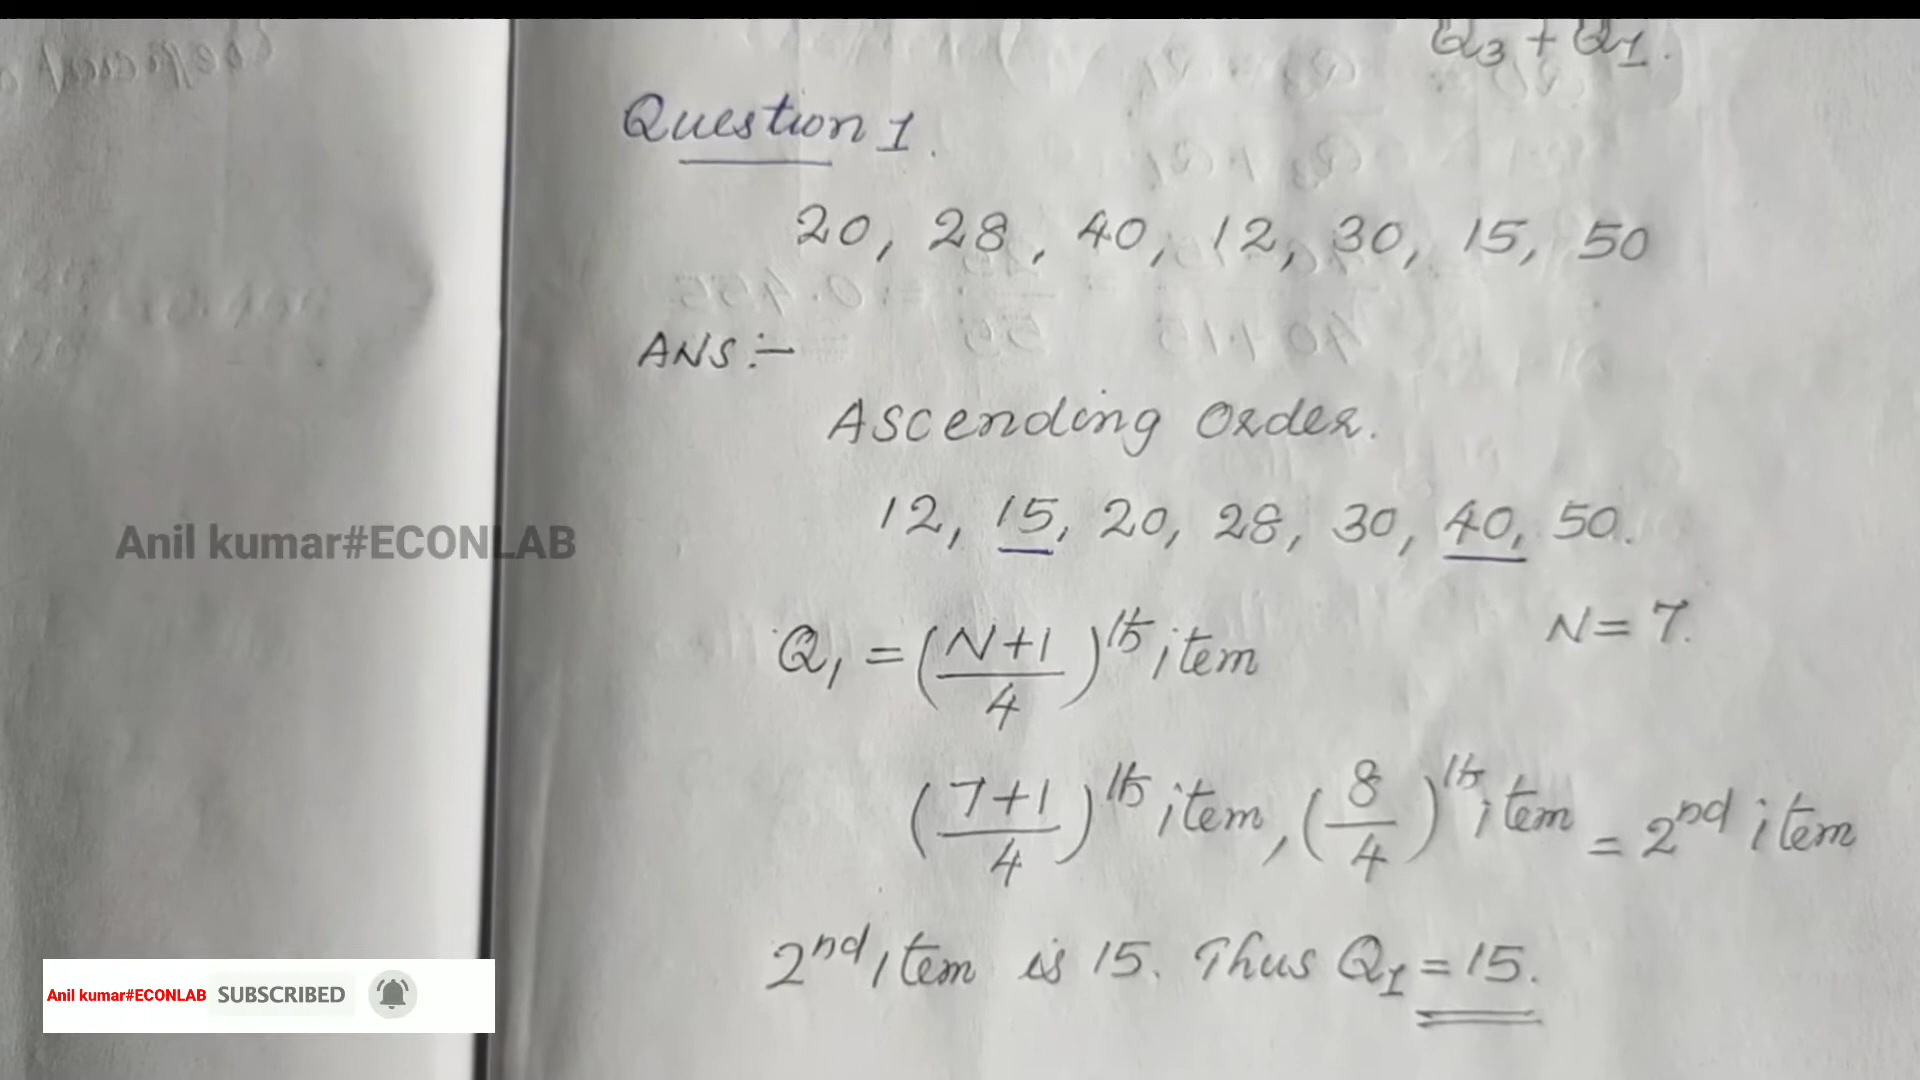 Q3 + Q1.
Question 1.
20, 28, 40, 12, 30, 15, 50
ANS :-
Ascending Order.
12, 15, 20, 28, 30, 40, 50.
N = 7.
Q1 = (N+1/4)th item
(7+1/4)th item, (8/4)th item = 2nd item
2nd item is 15. Thus Q1 = 15.
Anil kumar#ECONLAB
Anil kumar#ECONLAB SUBSCRIBED